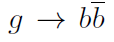 g → bb̅